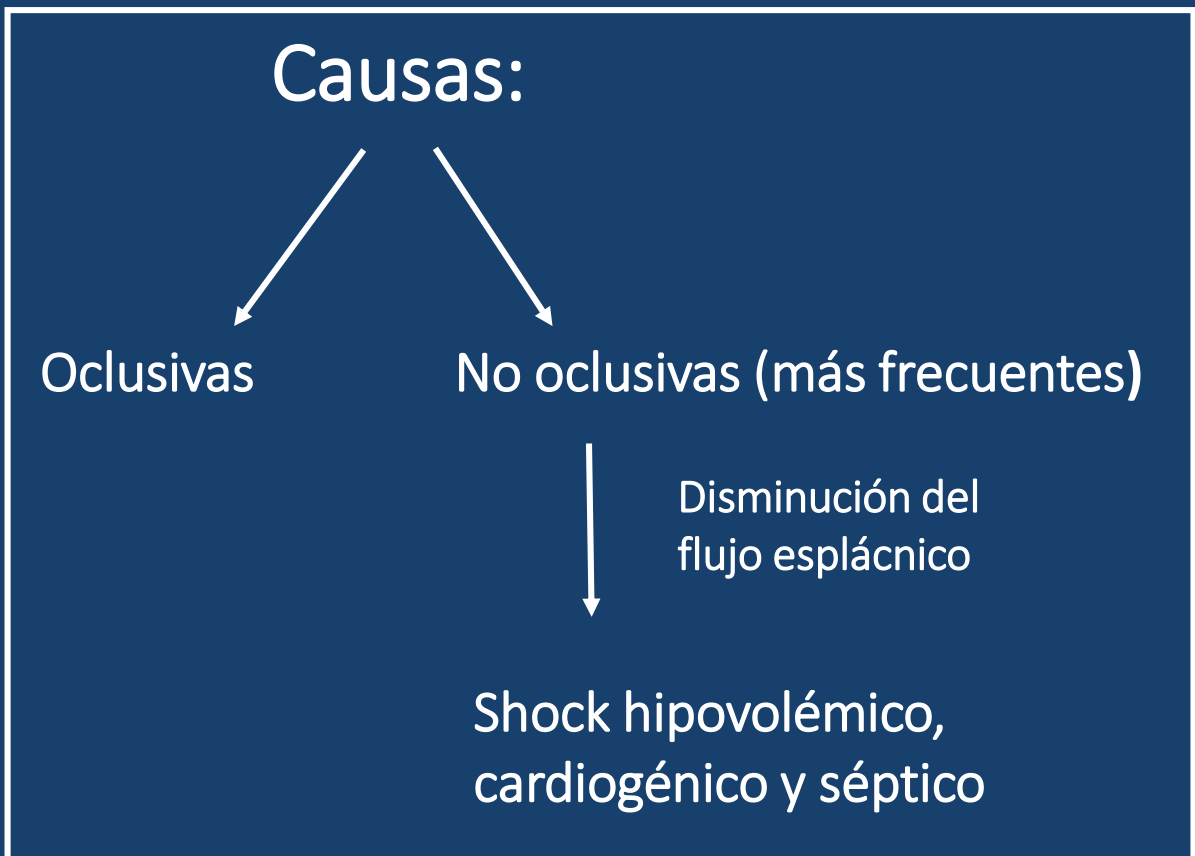 Causas:
Oclusivas
No oclusivas (más frecuentes)
Disminución del
flujo esplácnico
Shock hipovolémico,
cardiogénico y séptico